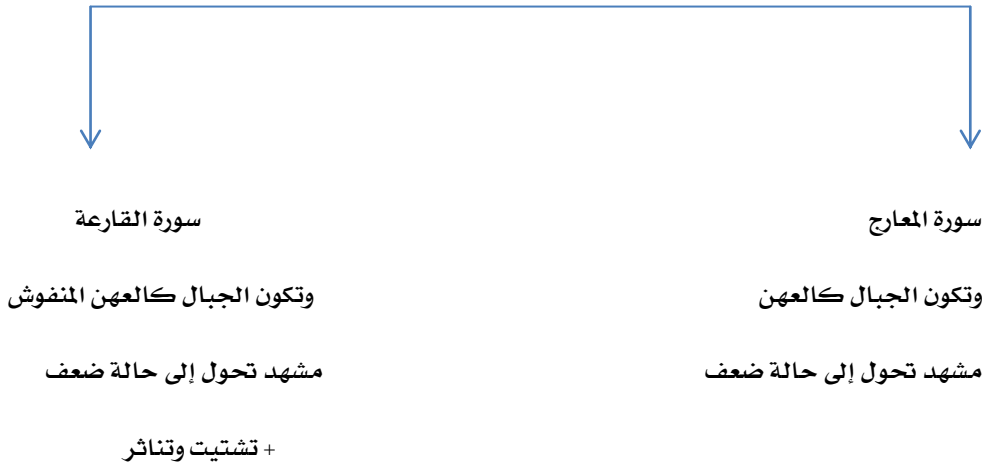 سورة المعارج
وتكون الجبال كالعهن
مشهد تحول إلى حالة ضعف
سورة القارعة
وتكون الجبال كالعهن المنفوش
مشهد تحول إلى حالة ضعف
+ تشتيت وتناثر